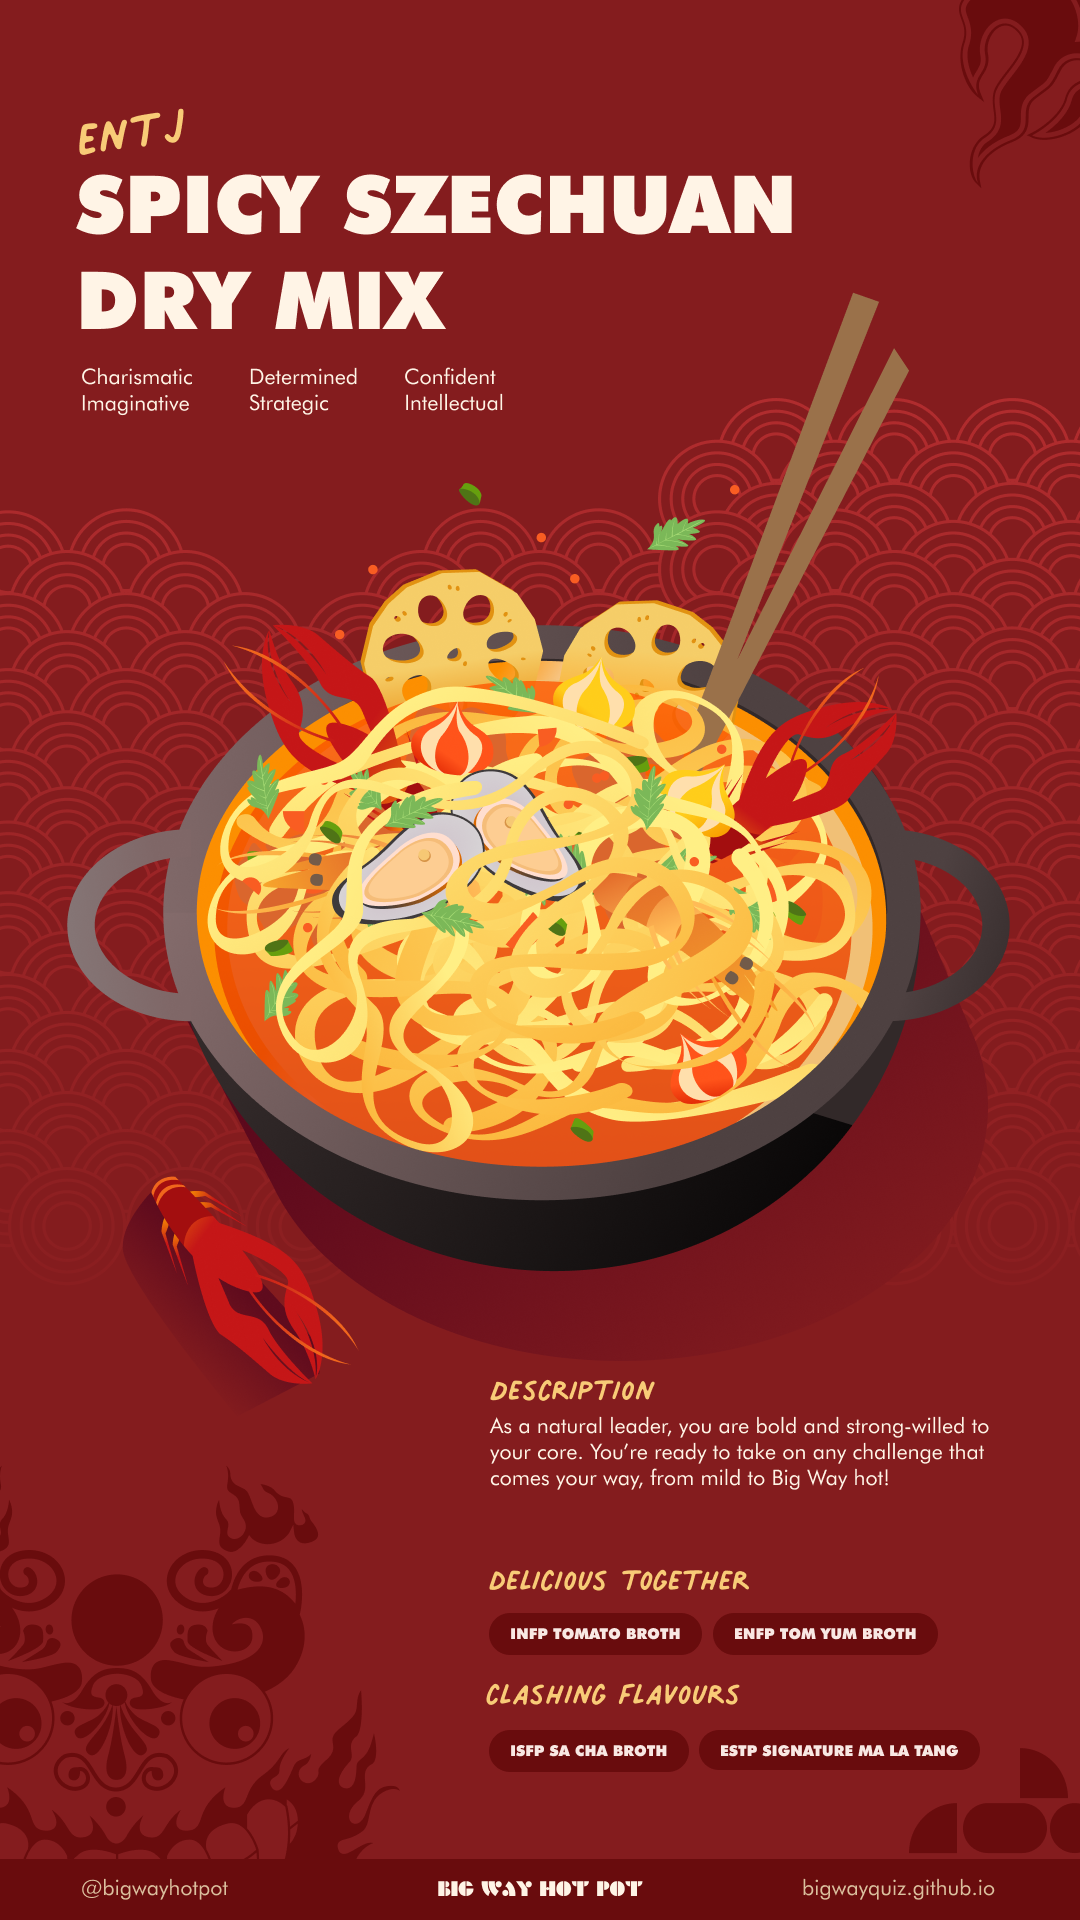 ENTJ
SPICY SZECHUAN
DRY MIX
Charismatic Determined Confident
Imaginative Strategic Intellectual
DESCRIPTION
As a natural leader, you are bold and strong-willed to
your core. You're ready to take on any challenge that
comes your way, from mild to Big Way hot!
DELICIOUS TOGETHER
INFP TOMATO BROTH ENFP TOM YUM BROTH
CLASHING FLAVOURS
ISFP SA CHA BROTH ESTP SIGNATURE MA LA TANG
@bigwayhotpot BIG WAY HOT POT bigwayquiz.github.io